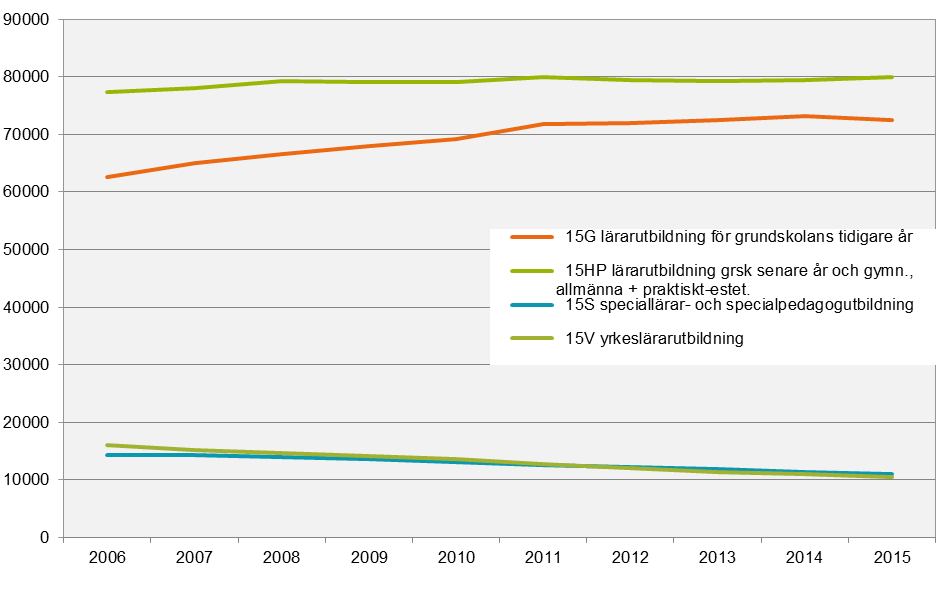 90000
80000
70000
60000
50000
40000
30000
20000
10000
0
15G lärarutbildning för grundskolans tidigare år
15HP lärarutbildning grsk senare år och gymn.,
allmänna + praktiskt-estet.
15S speciallärar- och specialpedagogutbildning
15V yrkeslärarutbildning
2006 2007 2008 2009 2010 2011 2012 2013 2014 2015